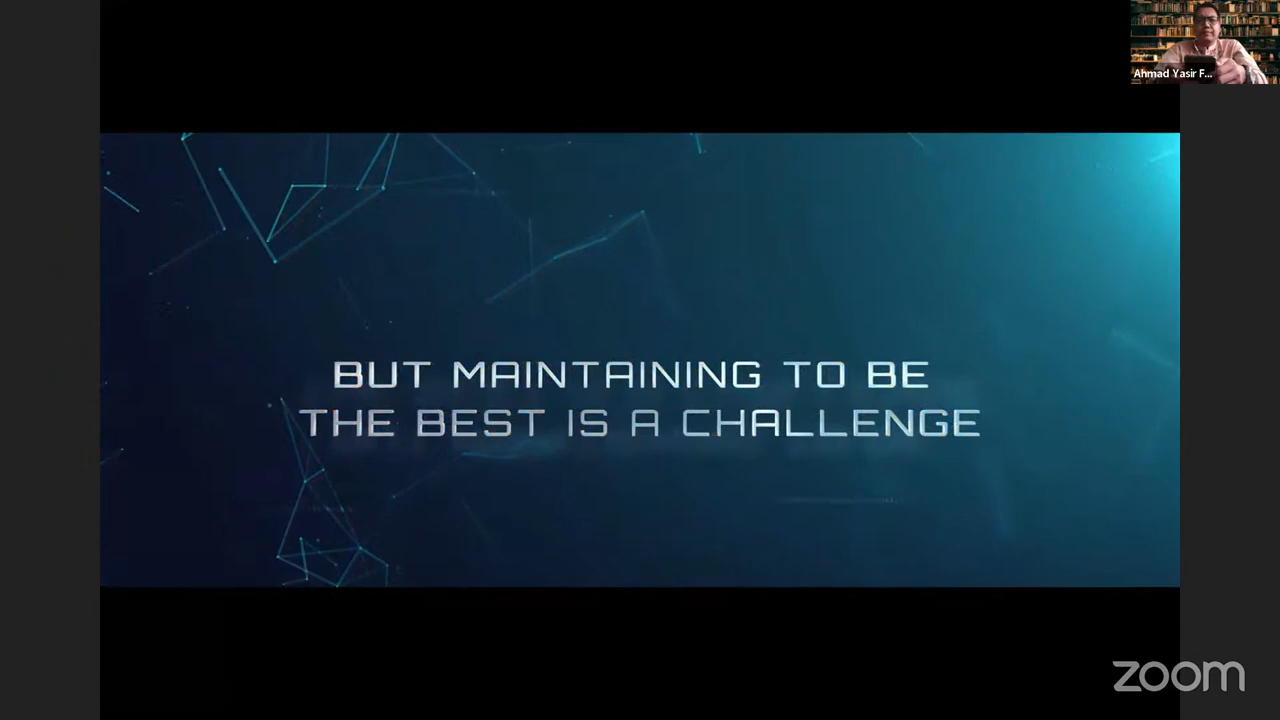 Ahmad Yasir F...
BUT MAINTAINING TO BE
THE BEST IS A CHALLENGE
zoom